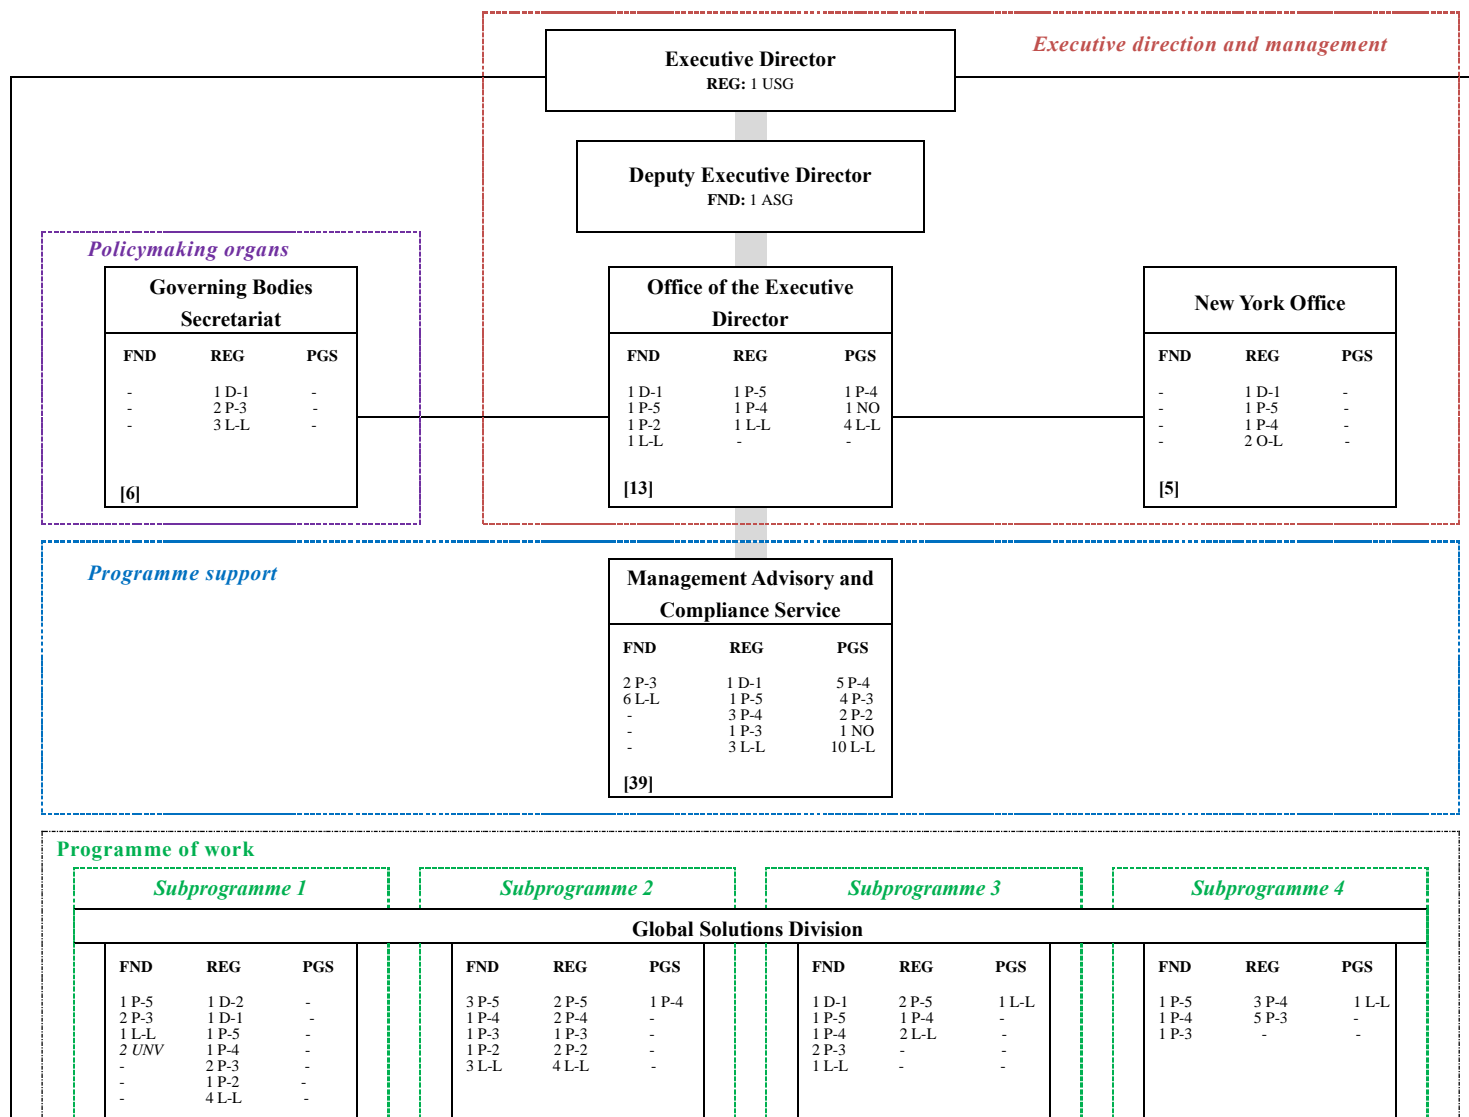 Executive direction and management
Executive Director
REG: 1 USG
Deputy Executive Director
FND: 1 ASG
Policymaking organs
Governing Bodies
Secretariat
FND REG PGS
- 1 D-1 -
- 2 P-3 -
- 3 L-L -
[6]
Office of the Executive
Director
FND REG PGS
1 D-1 1 P-5 1 P-4
1 P-5 1 P-4 1 NO
1 P-2 1 L-L 4 L-L
1 L-L - -
[13]
New York Office
FND REG PGS
- 1 D-1 -
- 1 P-5 -
- 1 P-4 -
- 2 O-L -
[5]
Programme support
Management Advisory and
Compliance Service
FND REG PGS
2 P-3 1 D-1 5 P-4
6 L-L 1 P-5 4 P-3
- 3 P-4 2 P-2
- 1 P-3 1 NO
- 3 L-L 10 L-L
[39]
Programme of work
Subprogramme 1 Subprogramme 2 Subprogramme 3 Subprogramme 4
Global Solutions Division
FND REG PGS
1 P-5 1 D-2 -
2 P-3 1 D-1 -
1 L-L 1 P-5 -
2 UNV 1 P-4 -
- 2 P-3 -
- 1 P-2 -
- 4 L-L -
FND REG PGS
3 P-5 2 P-5 1 P-4
1 P-4 2 P-4 -
1 P-3 1 P-3 -
1 P-2 2 P-2 -
3 L-L 4 L-L -
FND REG PGS
1 D-1 2 P-5 1 L-L
1 P-5 1 P-4 -
1 P-4 2 L-L -
2 P-3 - -
1 L-L - -
FND REG PGS
1 P-5 3 P-4 1 L-L
1 P-4 5 P-3 -
1 P-3 - -